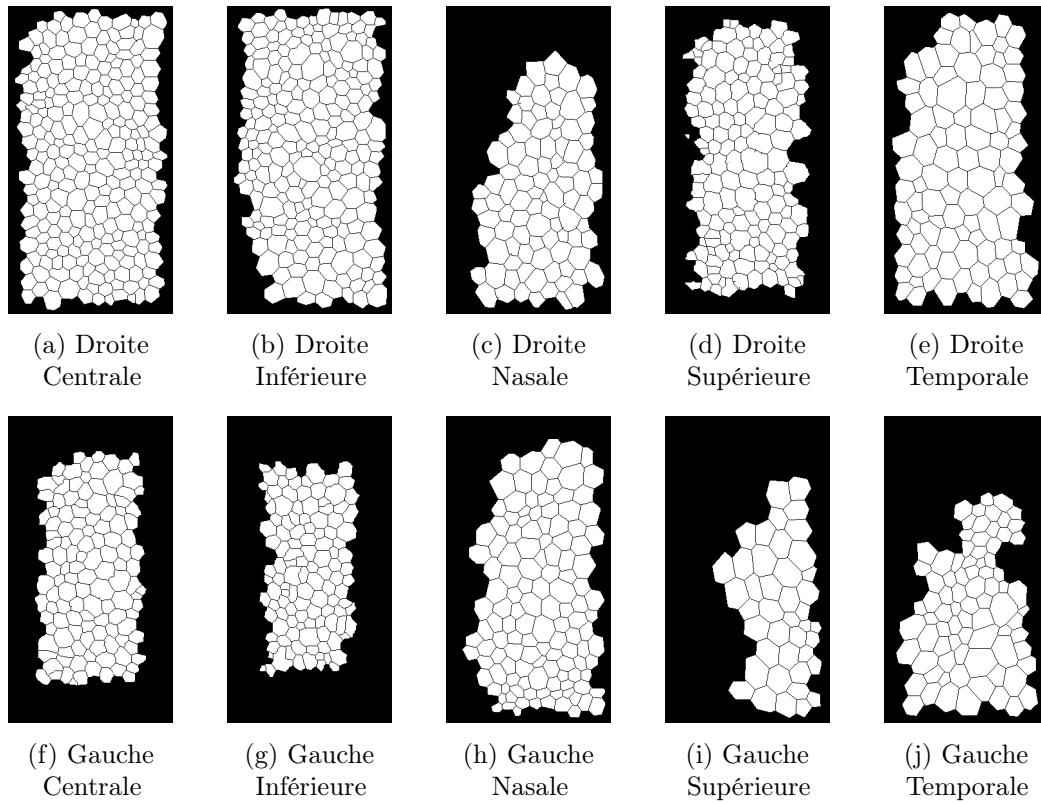 (a) Droite
Centrale
(b) Droite
Inférieure
(c) Droite
Nasale
(d) Droite
Supérieure
(e) Droite
Temporale
(f) Gauche
Centrale
(g) Gauche
Inférieure
(h) Gauche
Nasale
(i) Gauche
Supérieure
(j) Gauche
Temporale